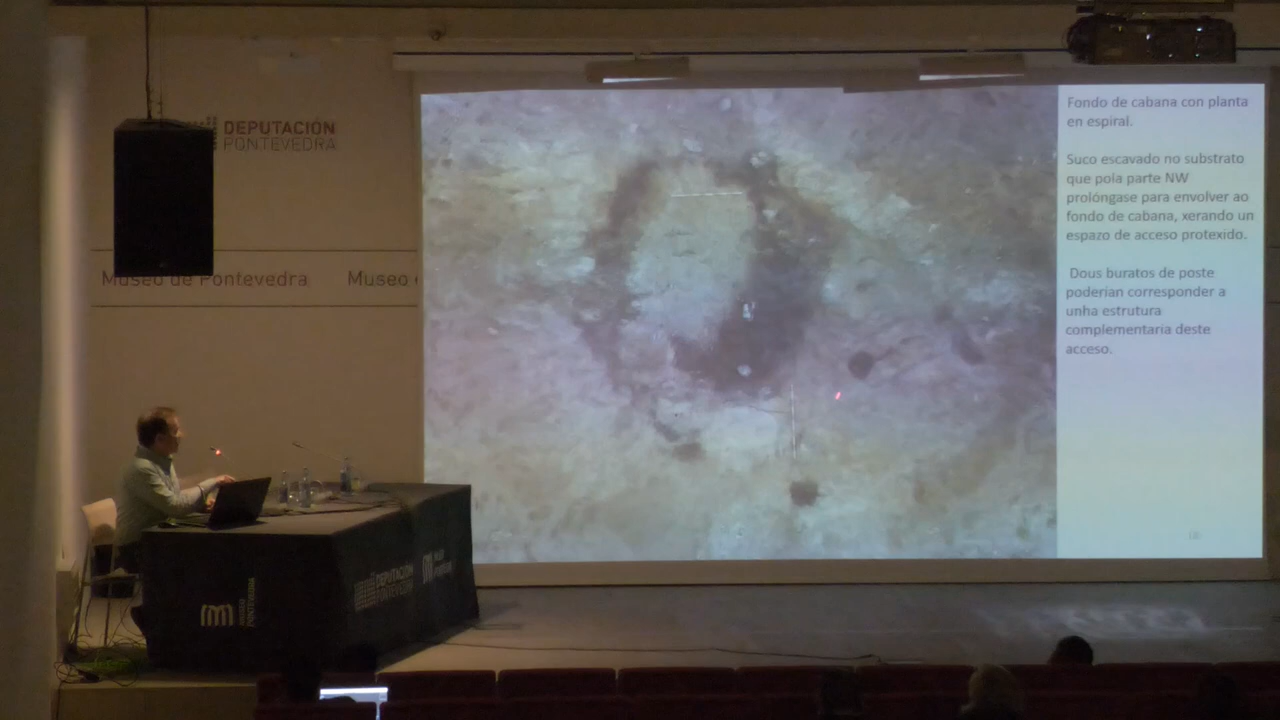 DEPUTACIÓN
PONTEVEDRA
Museo de Pontevedra
Museo
Fondo de cabana con planta
en espiral.
Suco escavado no substrato
que pola parte NW
prolóngase para envolver ao
fondo de cabana, xerando un
espazo de acceso protexido.
Dous buratos de poste
poderían corresponder a
unha estrutura
complementaria deste
acceso.
MUSEO
PONTEVEDRA
DEPUTACIÓN
PONTEVEDRA